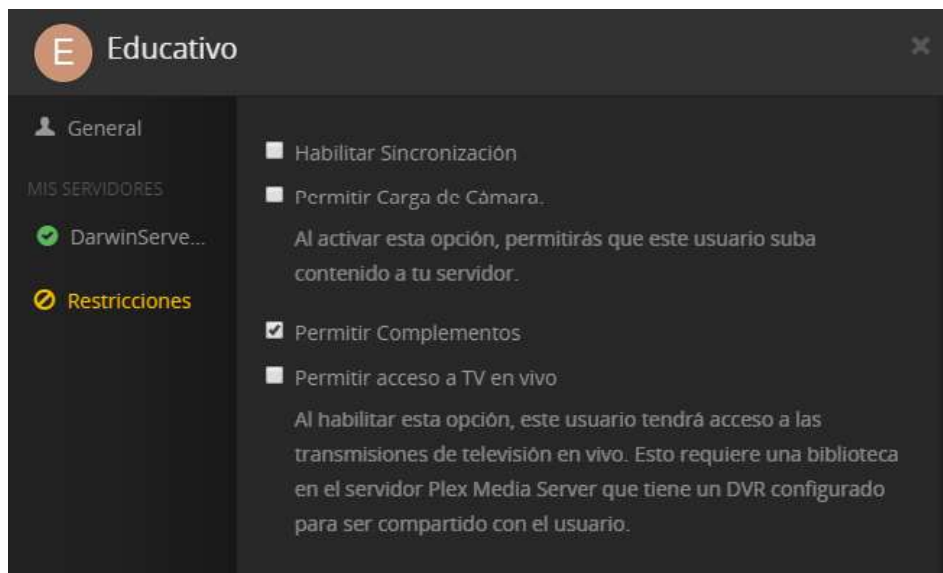 E
Educativo
×
General
MIS SERVIDORES
DarwinServe...
Restricciones
Habilitar Sincronización
Permitir Carga de Cámara.
Al activar esta opción, permitirás que este usuario suba
contenido a tu servidor.
Permitir Complementos
Permitir acceso a TV en vivo
Al habilitar esta opción, este usuario tendrá acceso a las
transmisiones de televisión en vivo. Esto requiere una biblioteca
en el servidor Plex Media Server que tiene un DVR configurado
para ser compartido con el usuario.